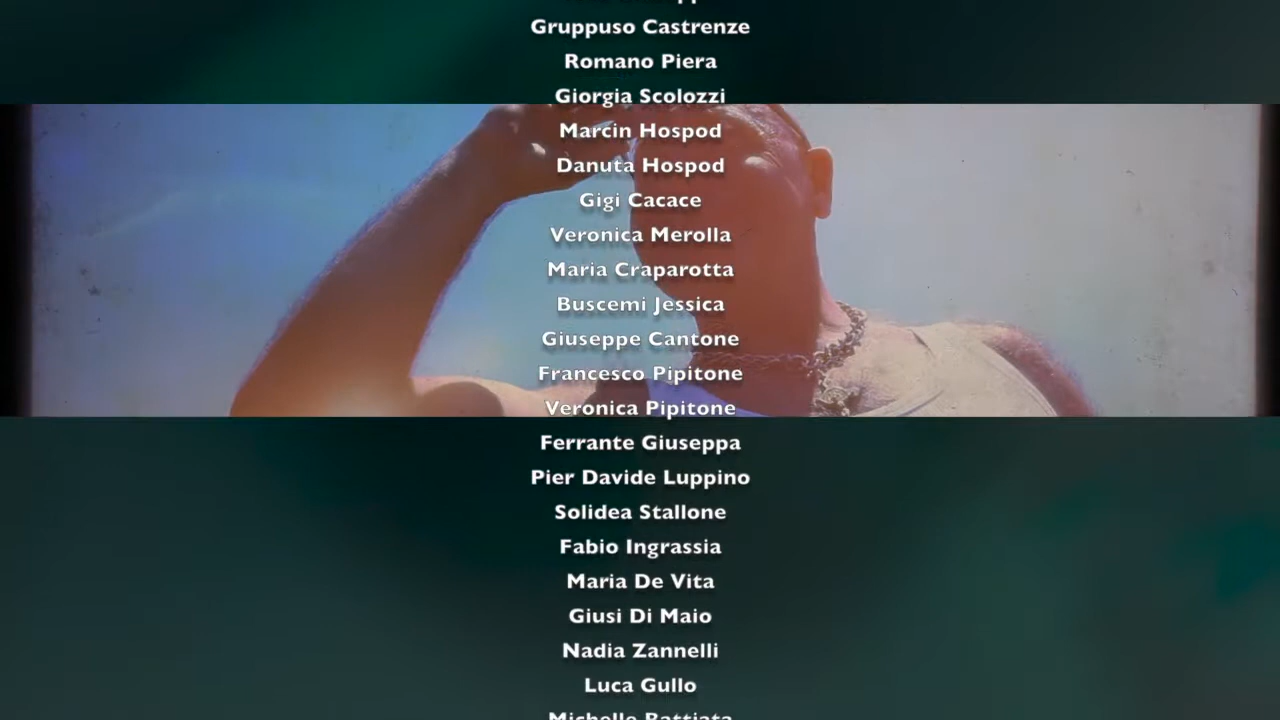 Gruppuso Castrenze
Romano Piera
Giorgia Scolozzi
Marcin Hospod
Danuta Hospod
Gigi Cacace
Veronica Merolla
Maria Craparotta
Buscemi Jessica
Giuseppe Cantone
Francesco Pipitone
Veronica Pipitone
Ferrante Giuseppa
Pier Davide Luppino
Solidea Stallone
Fabio Ingrassia
Maria De Vita
Giusi Di Maio
Nadia Zannelli
Luca Gullo
Michelle Battiata